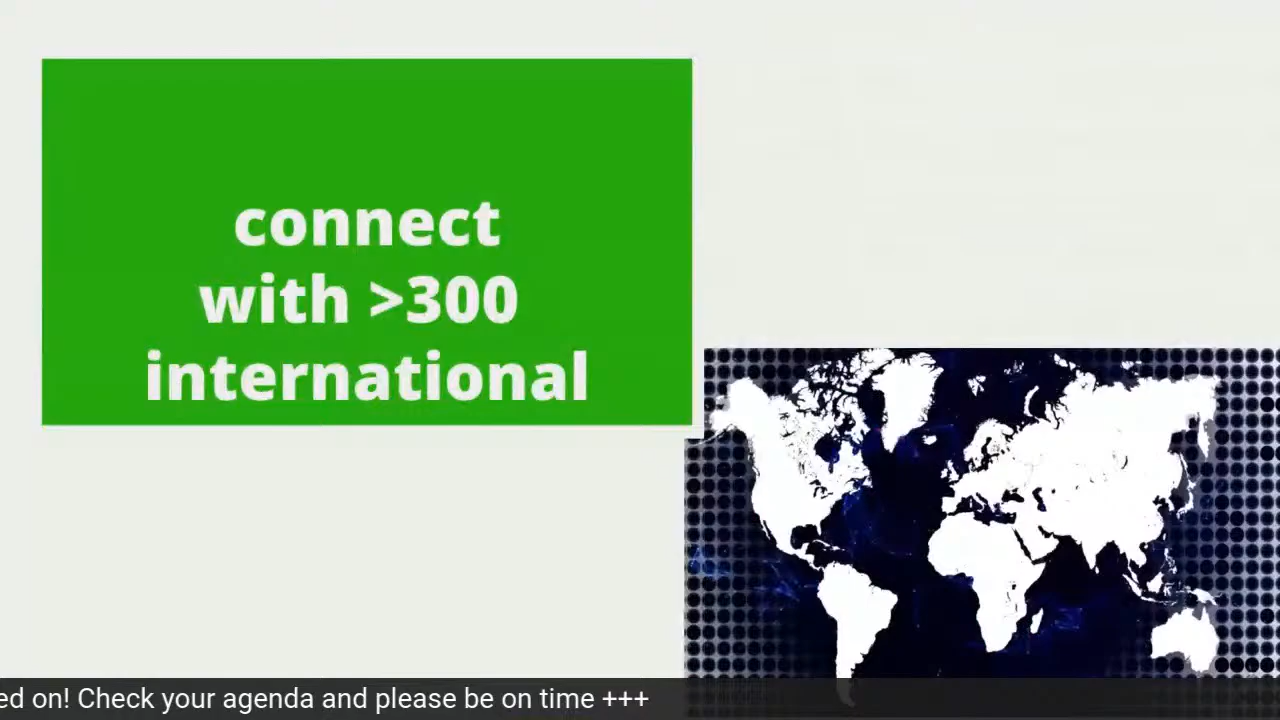 connect
with >300
international
ed on! Check your agenda and please be on time +++